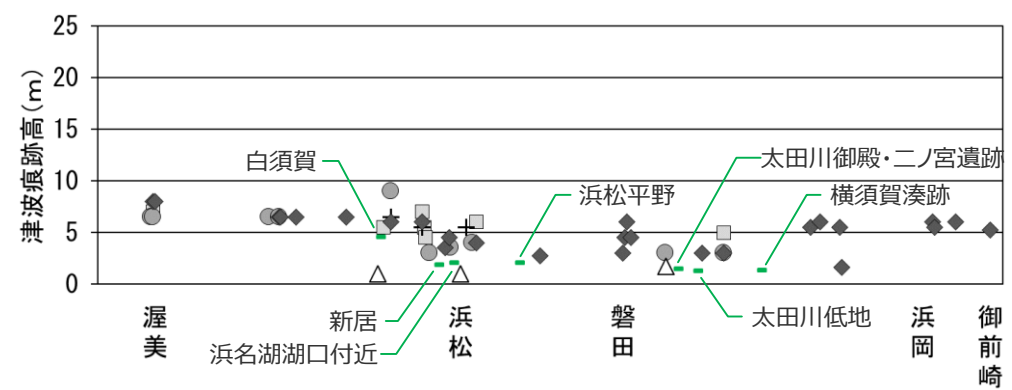 津波痕跡高(m)
25
20
15
10
5
0
白須賀
浜松平野
太田川御殿・二ノ宮遺跡
横須賀湊跡
新居
浜名湖湖口付近
太田川低地
渥美
浜松
磐田
浜岡
御前崎